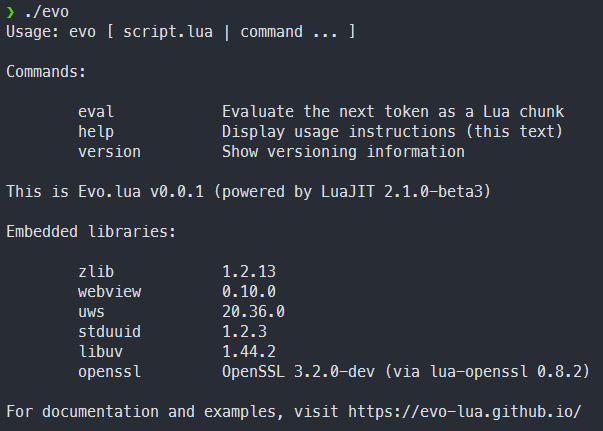 ❯ ./evo
Usage: evo [ script.lua | command ... ]
Commands:
eval Evaluate the next token as a Lua chunk
help Display usage instructions (this text)
version Show versioning information
This is Evo.lua v0.0.1 (powered by LuaJIT 2.1.0-beta3)
Embedded libraries:
zlib 1.2.13
webview 0.10.0
uws 20.36.0
stduuid 1.2.3
libuv 1.44.2
openssl OpenSSL 3.2.0-dev (via lua-openssl 0.8.2)
For documentation and examples, visit https://evo-lua.github.io/